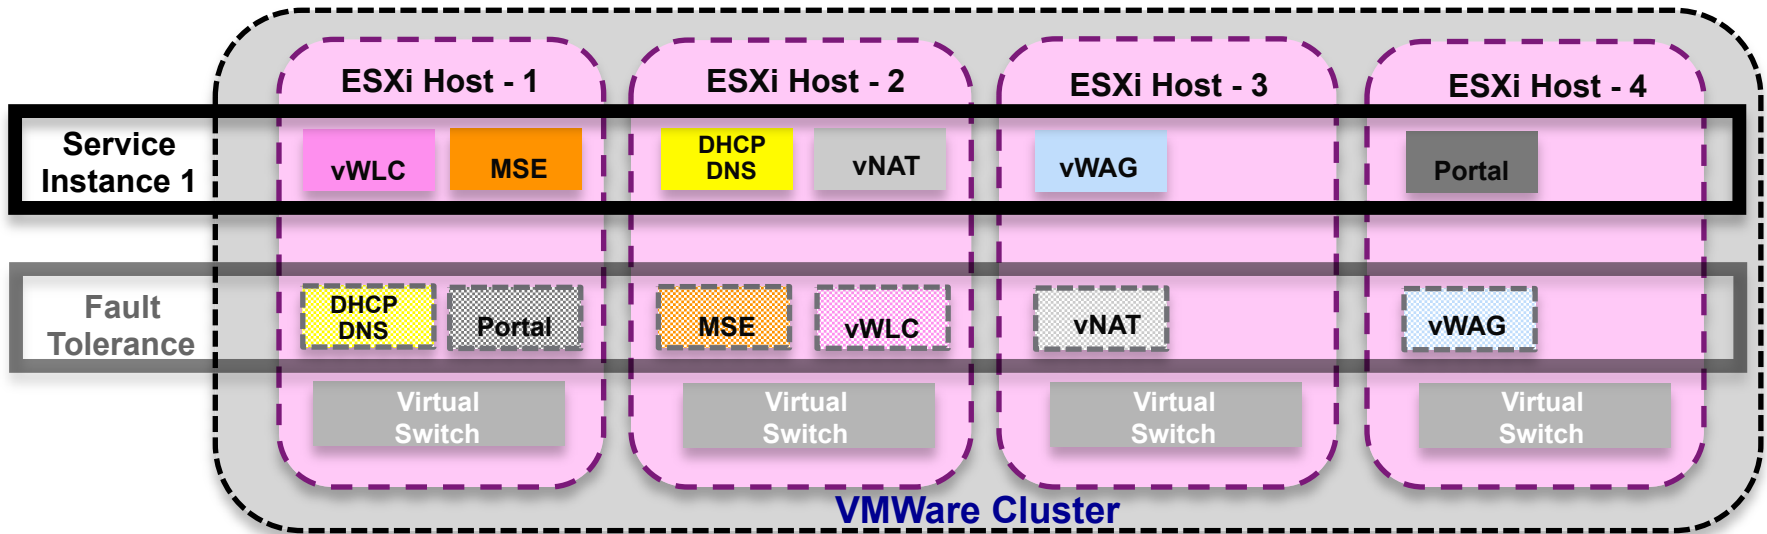 ESXi Host - 1
ESXi Host - 2
ESXi Host - 3
ESXi Host - 4
Service
Instance 1
vWLC
MSE
DHCP
DNS
vNAT
vWAG
Portal
Fault
Tolerance
DHCP
DNS
Portal
MSE
vWLC
vNAT
vWAG
Virtual
Switch
Virtual
Switch
Virtual
Switch
Virtual
Switch
VMWare Cluster